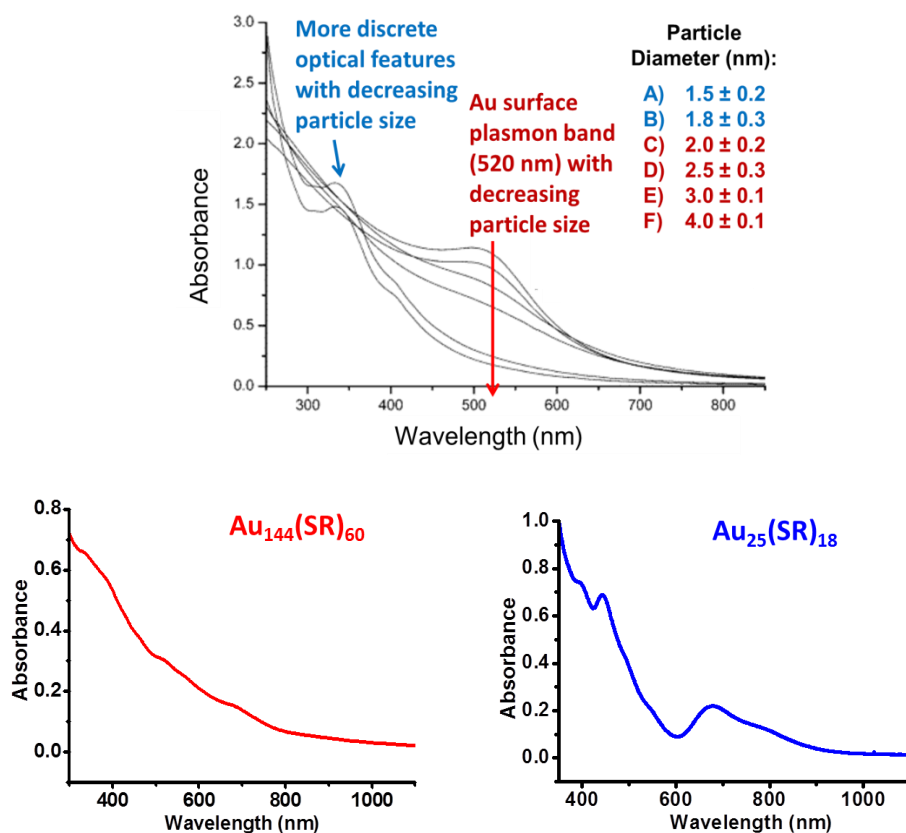 More discrete
optical features
with decreasing
particle size
Au surface
plasmon band
(520 nm) with
decreasing
particle size
Particle
Diameter (nm):
A) 1.5 ± 0.2
B) 1.8 ± 0.3
C) 2.0 ± 0.2
D) 2.5 ± 0.3
E) 3.0 ± 0.1
F) 4.0 ± 0.1
Absorbance
3.0
2.5
2.0
1.5
1.0
0.5
0.0
300 400 500 600 700 800
Wavelength (nm)
Au₁₄₄(SR)₆₀
Absorbance
0.8
0.6
0.4
0.2
0.0
400 600 800 1000
Wavelength (nm)
Au₂₅(SR)₁₈
Absorbance
1.0
0.8
0.6
0.4
0.2
0.0
400 600 800 1000
Wavelength (nm)